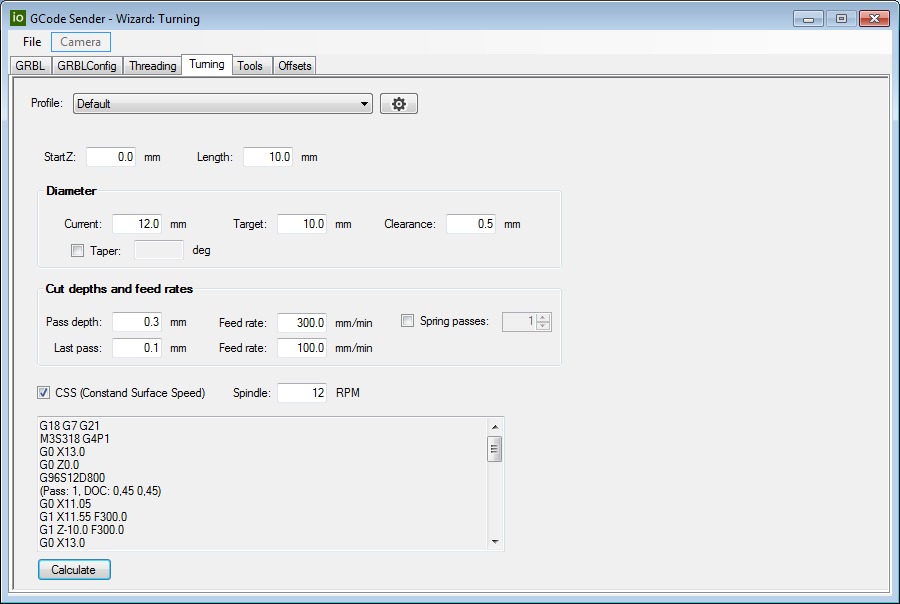 io GCode Sender - Wizard: Turning
File Camera
GRBL GRBLConfig Threading Turning Tools Offsets
Profile: Default
StartZ: 0.0 mm Length: 10.0 mm
Diameter
Current: 12.0 mm Target: 10.0 mm Clearance: 0.5 mm
Taper: deg
Cut depths and feed rates
Pass depth: 0.3 mm Feed rate: 300.0 mm/min Spring passes: 1
Last pass: 0.1 mm Feed rate: 100.0 mm/min
CSS (Constand Surface Speed) Spindle: 12 RPM
G18 G7 G21
M3S318 G4P1
G0 X13.0
G0 Z0.0
G96S12D800
(Pass: 1, DOC: 0,45 0,45)
G0 X11.05
G1 X11.55 F300.0
G1 Z-10.0 F300.0
G0 X13.0
Calculate